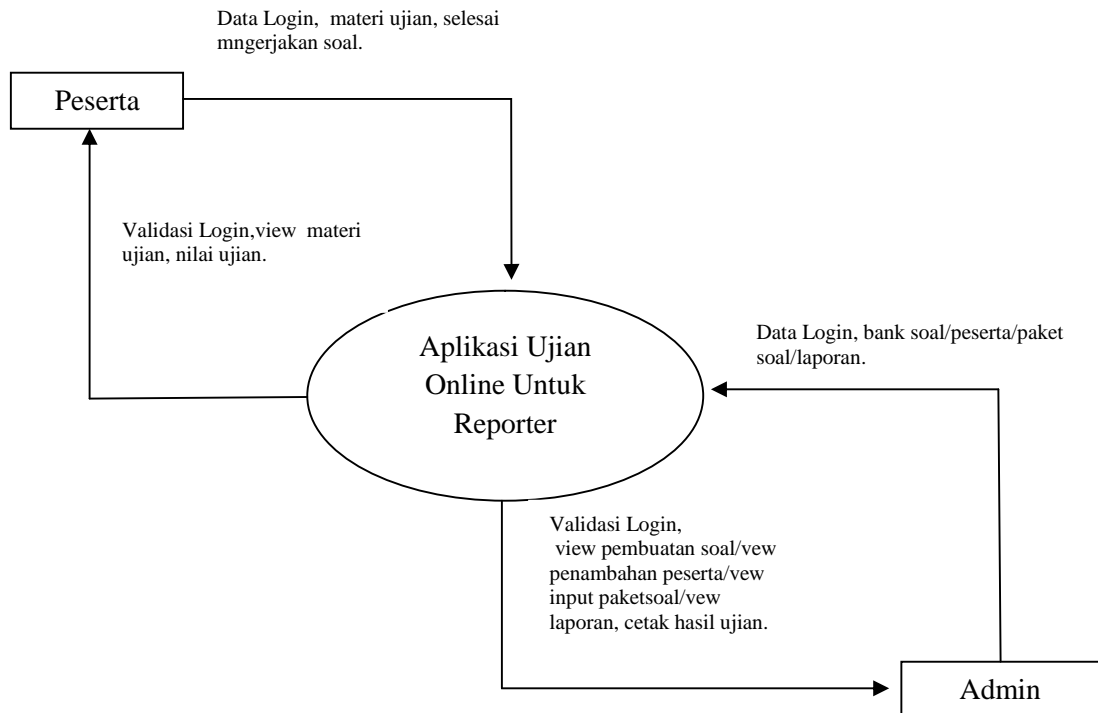 Data Login, materi ujian, selesai
mngerjakan soal.
Peserta
Validasi Login,view materi
ujian, nilai ujian.
Aplikasi Ujian
Online Untuk
Reporter
Data Login, bank soal/peserta/paket
soal/laporan.
Validasi Login,
view pembuatan soal/vew
penambahan peserta/vew
input paketsoal/vew
laporan, cetak hasil ujian.
Admin